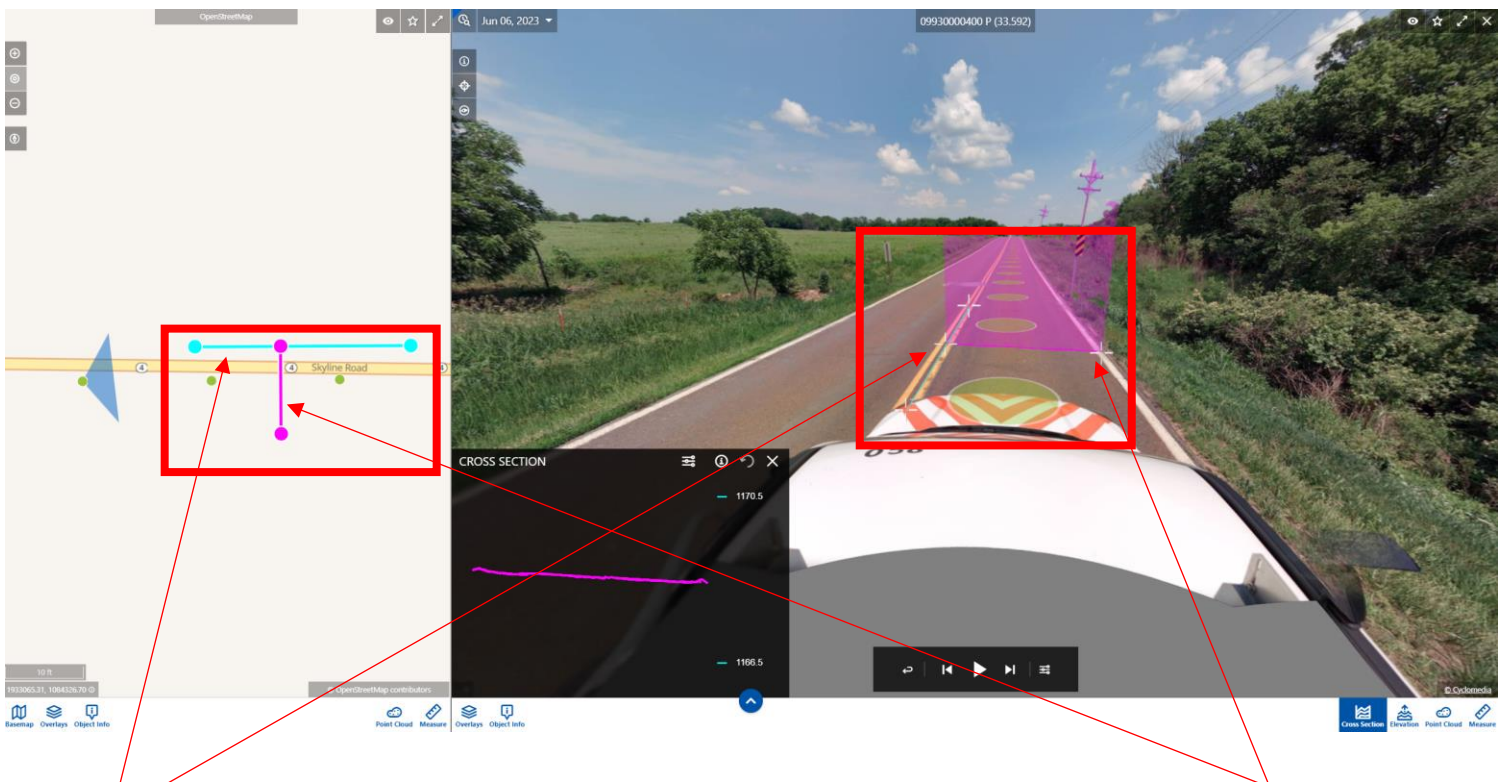 OpenStreetMap
Jun 06, 2023
09930000400 P (33.592)
4
4
Skyline Road
10 ft
1933065.31, 1004326.70
© OpenStreetMap contributors
CROSS SECTION
1170.5
1166.5
© Cyclomedia
Basemap
Overlays
Object Info
Point Cloud
Measure
Overlays
Object Info
Cross Section
Elevation
Point Cloud
Measure